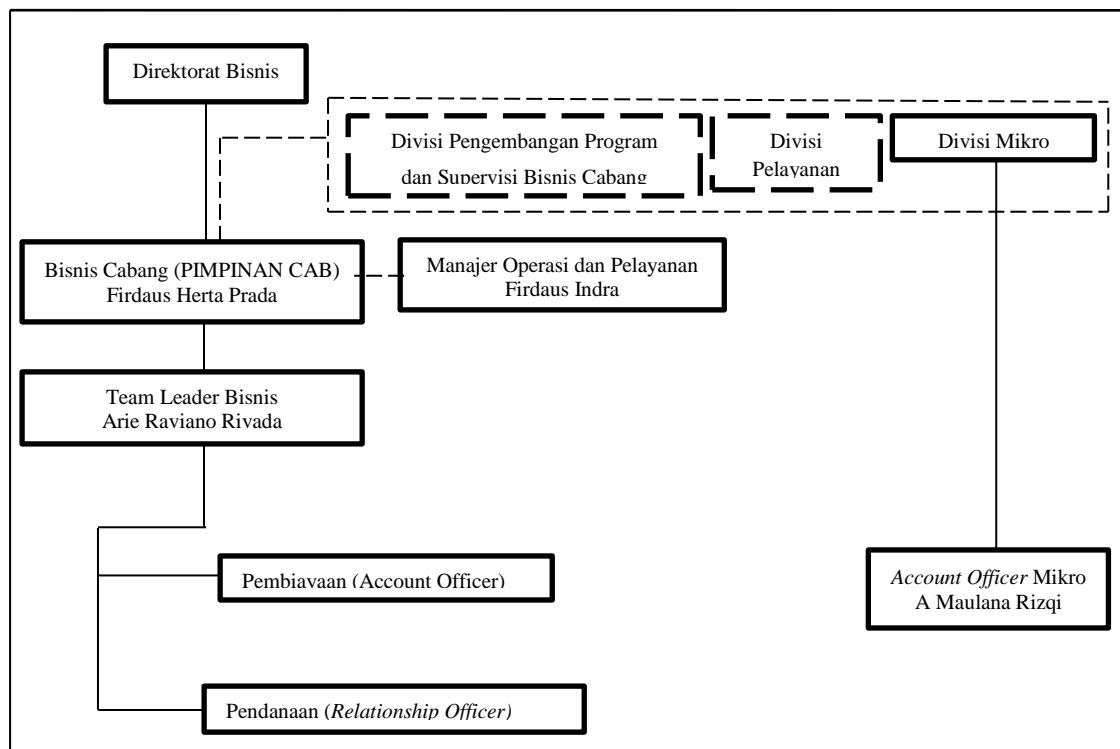 Direktorat Bisnis
Divisi Pengembangan Program
dan Supervisi Bisnis Cabang
Divisi
Pelayanan
Divisi Mikro
Bisnis Cabang (PIMPINAN CAB)
Firdaus Herta Prada
Manajer Operasi dan Pelayanan
Firdaus Indra
Team Leader Bisnis
Arie Raviano Rivada
Pembiayaan (Account Officer)
Account Officer Mikro
A Maulana Rizqi
Pendanaan (Relationship Officer)